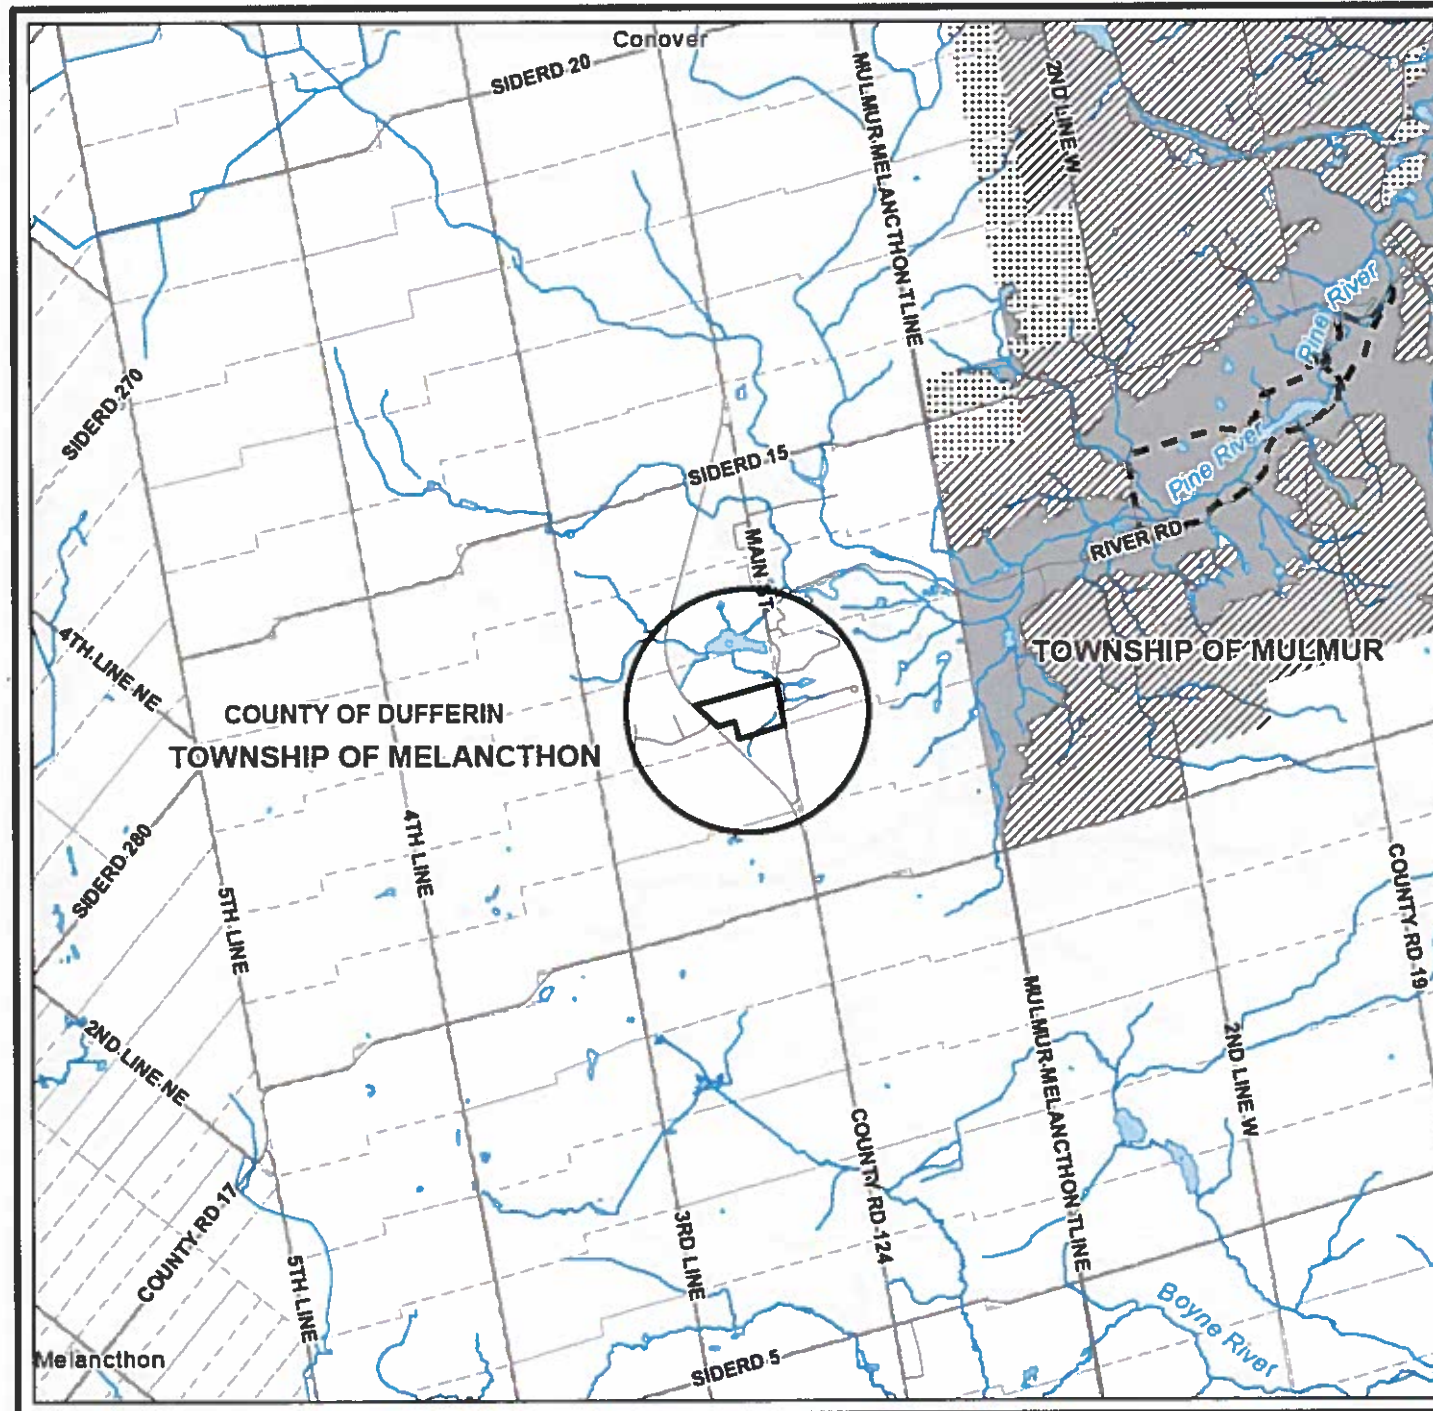 Conover
SIDERD 20
MULMUR-MELANCTHON TLINE
2ND LINE W
SIDERD 270
Pine River
SIDERD 15
Pine River
MAIN ST
RIVER RD
4TH LINE NE
TOWNSHIP OF MULMUR
COUNTY OF DUFFERIN
TOWNSHIP OF MELANCTHON
4TH LINE
SIDERD 280
5TH LINE
COUNTY RD 19
2ND LINE NE
MULMUR-MELANCTHON TLINE
2ND LINE W
COUNTY RD 17
COUNTY RD 124
3RD LINE
5TH LINE
Boyne River
Melancthon
SIDERD 5